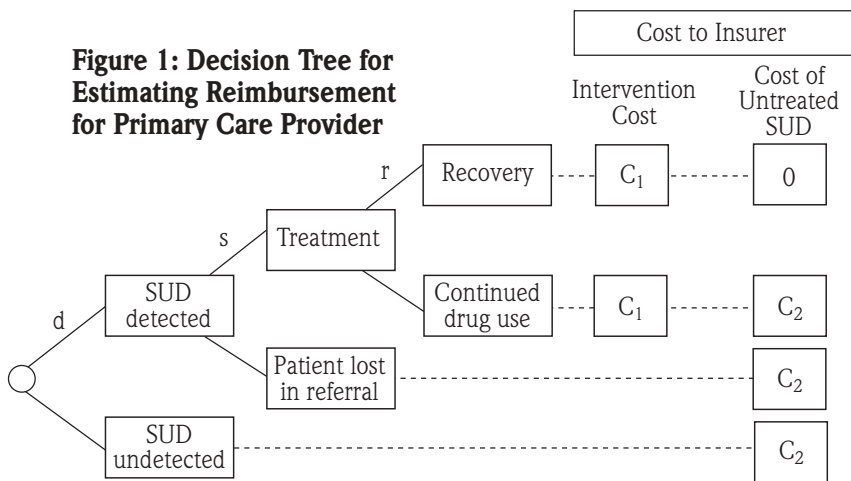 Figure 1: Decision Tree for
Estimating Reimbursement
for Primary Care Provider
Cost to Insurer
Intervention
Cost
Cost of
Untreated
SUD
r
Recovery
C1
0
s
Treatment
Continued
drug use
C1
C2
d
SUD
detected
Patient lost
in referral
C2
SUD
undetected
C2